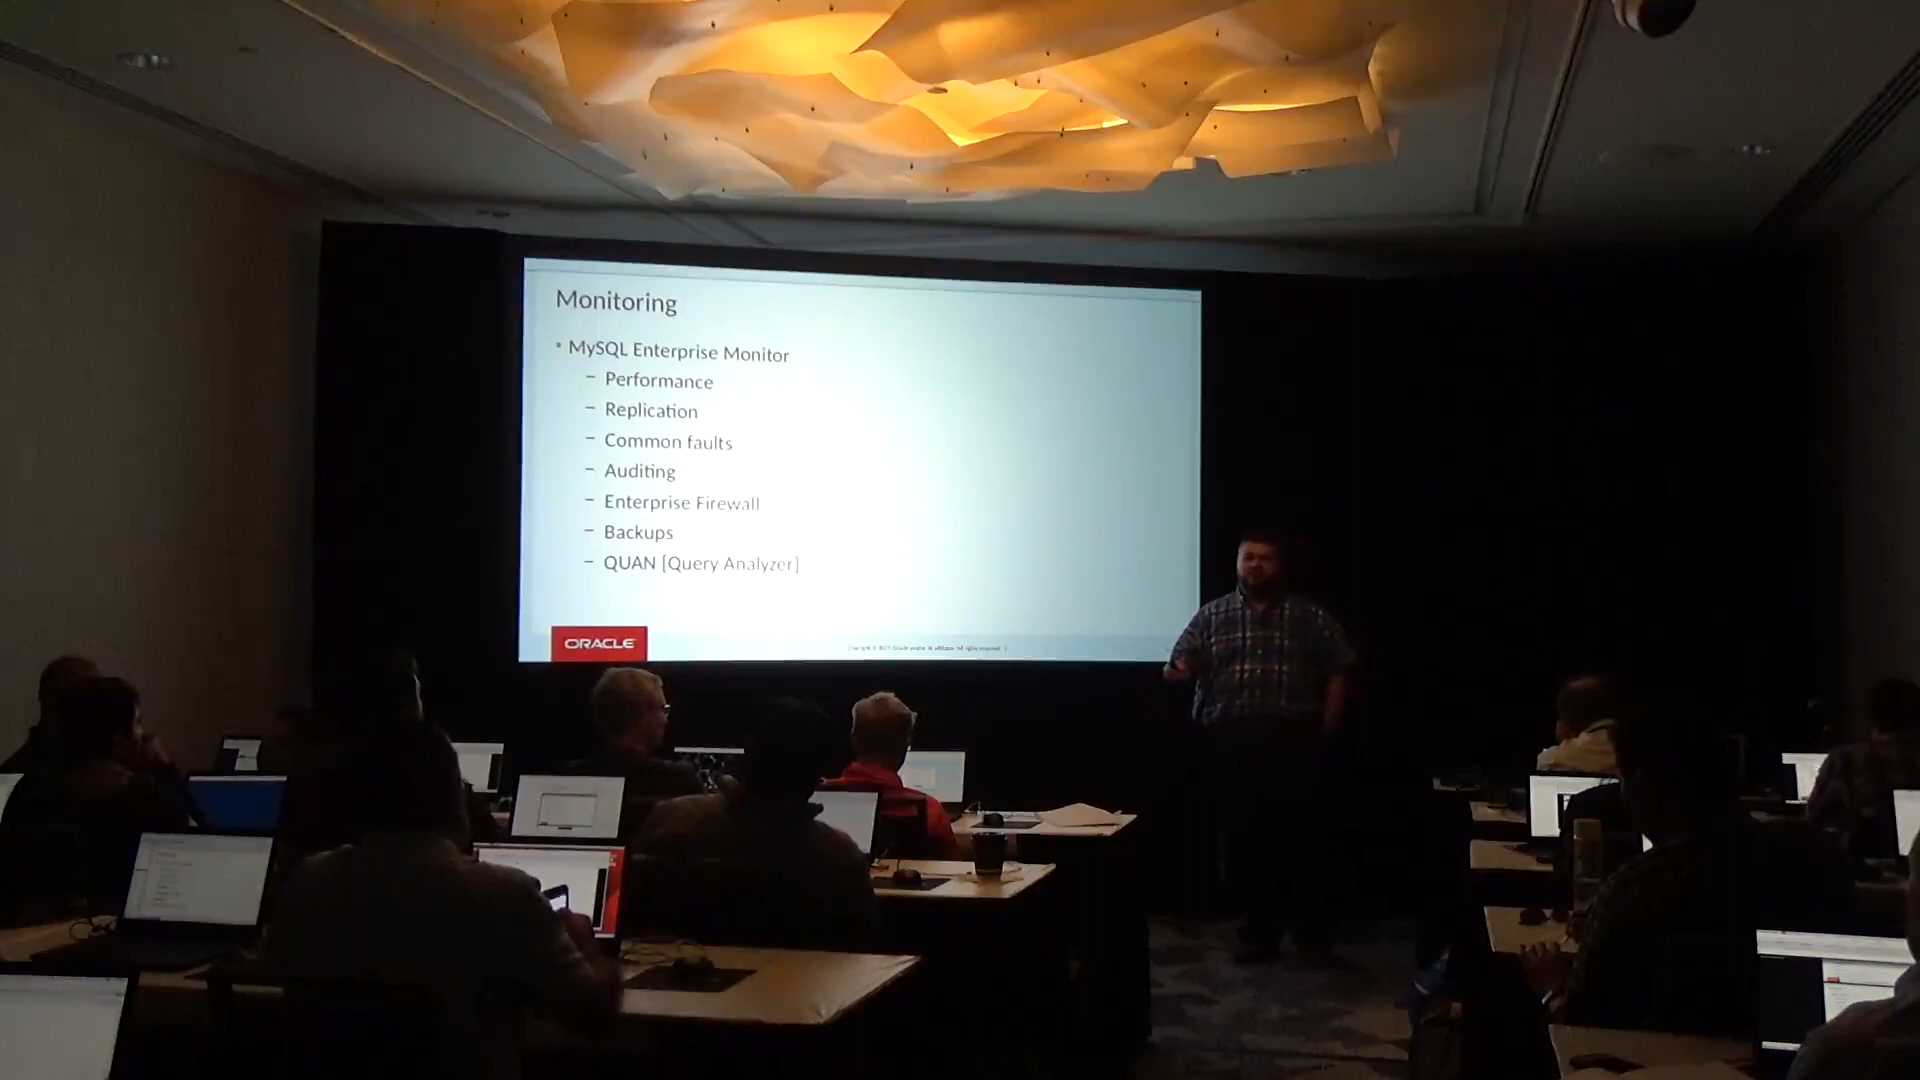 Monitoring
• MySQL Enterprise Monitor
– Performance
– Replication
– Common faults
– Auditing
– Enterprise Firewall
– Backups
– QUAN [Query Analyzer]
ORACLE